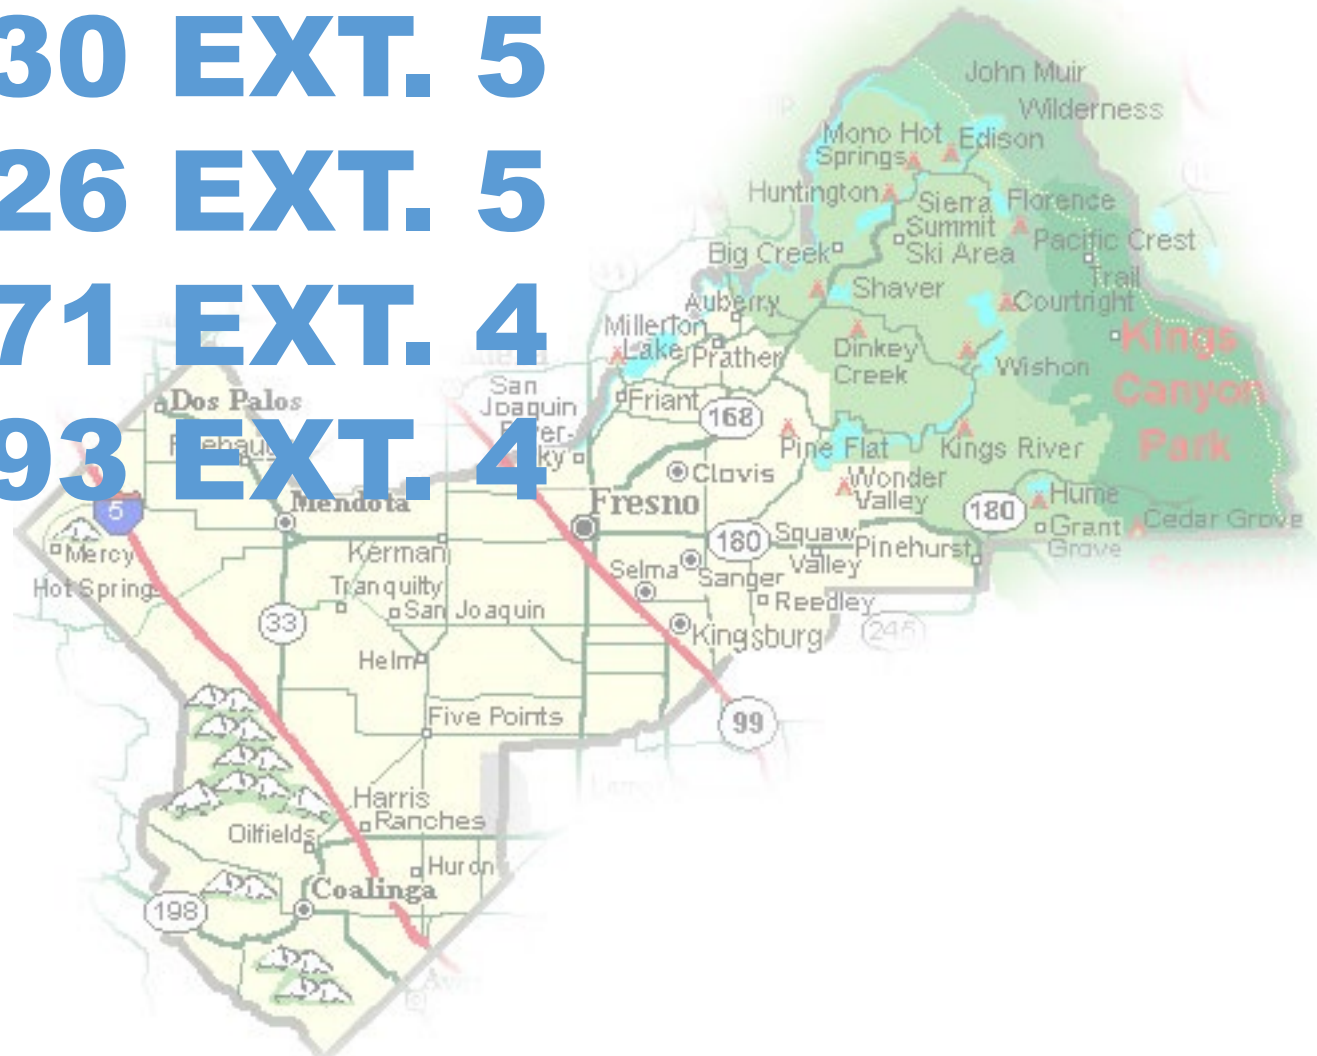 30 EXT. 5
26 EXT. 5
71 EXT. 4
93 EXT. 4
John Muir
Wilderness
Mono Hot
Springs
Edison
Huntington
Sierra
Summit
Ski Area
Florence
Big Creek
Pacific Crest
Trail
Shaver
Auberry
Courtright
Millerton
Lake
Prather
Dinkey
Creek
Wishon
Kings
Canyon
Park
Dos Palos
San
Joaquin
River-
Friant
168
Pine Flat
Kings River
Clovis
Wonder
Valley
5
Mendota
Fresno
180
Hume
Grant
Grove
Cedar Grove
Mercy
Hot Springs
Kerman
180
Squaw
Valley
Pinehurst
Tranquilty
San Joaquin
Selma
Sanger
Reedley
33
Kingsburg
245
Helm
Five Points
99
Harris
Ranches
Oilfields
Huron
Coalinga
198